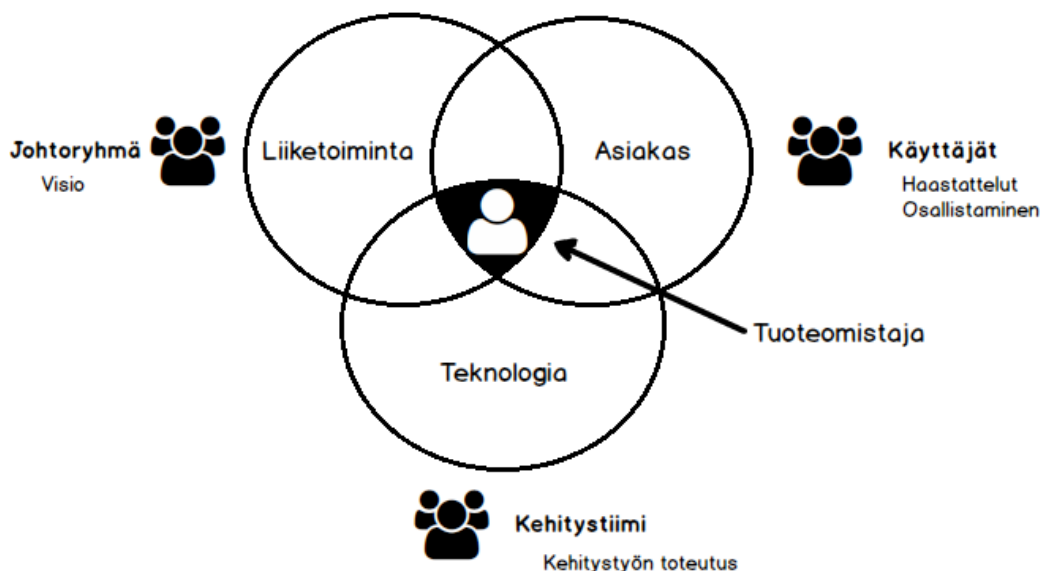 Johtoryhmä
Visio
Liiketoiminta
Asiakas
Käyttäjät
Haastattelut
Osallistaminen
Tuoteomistaja
Teknologia
Kehitystiimi
Kehitystyön toteutus